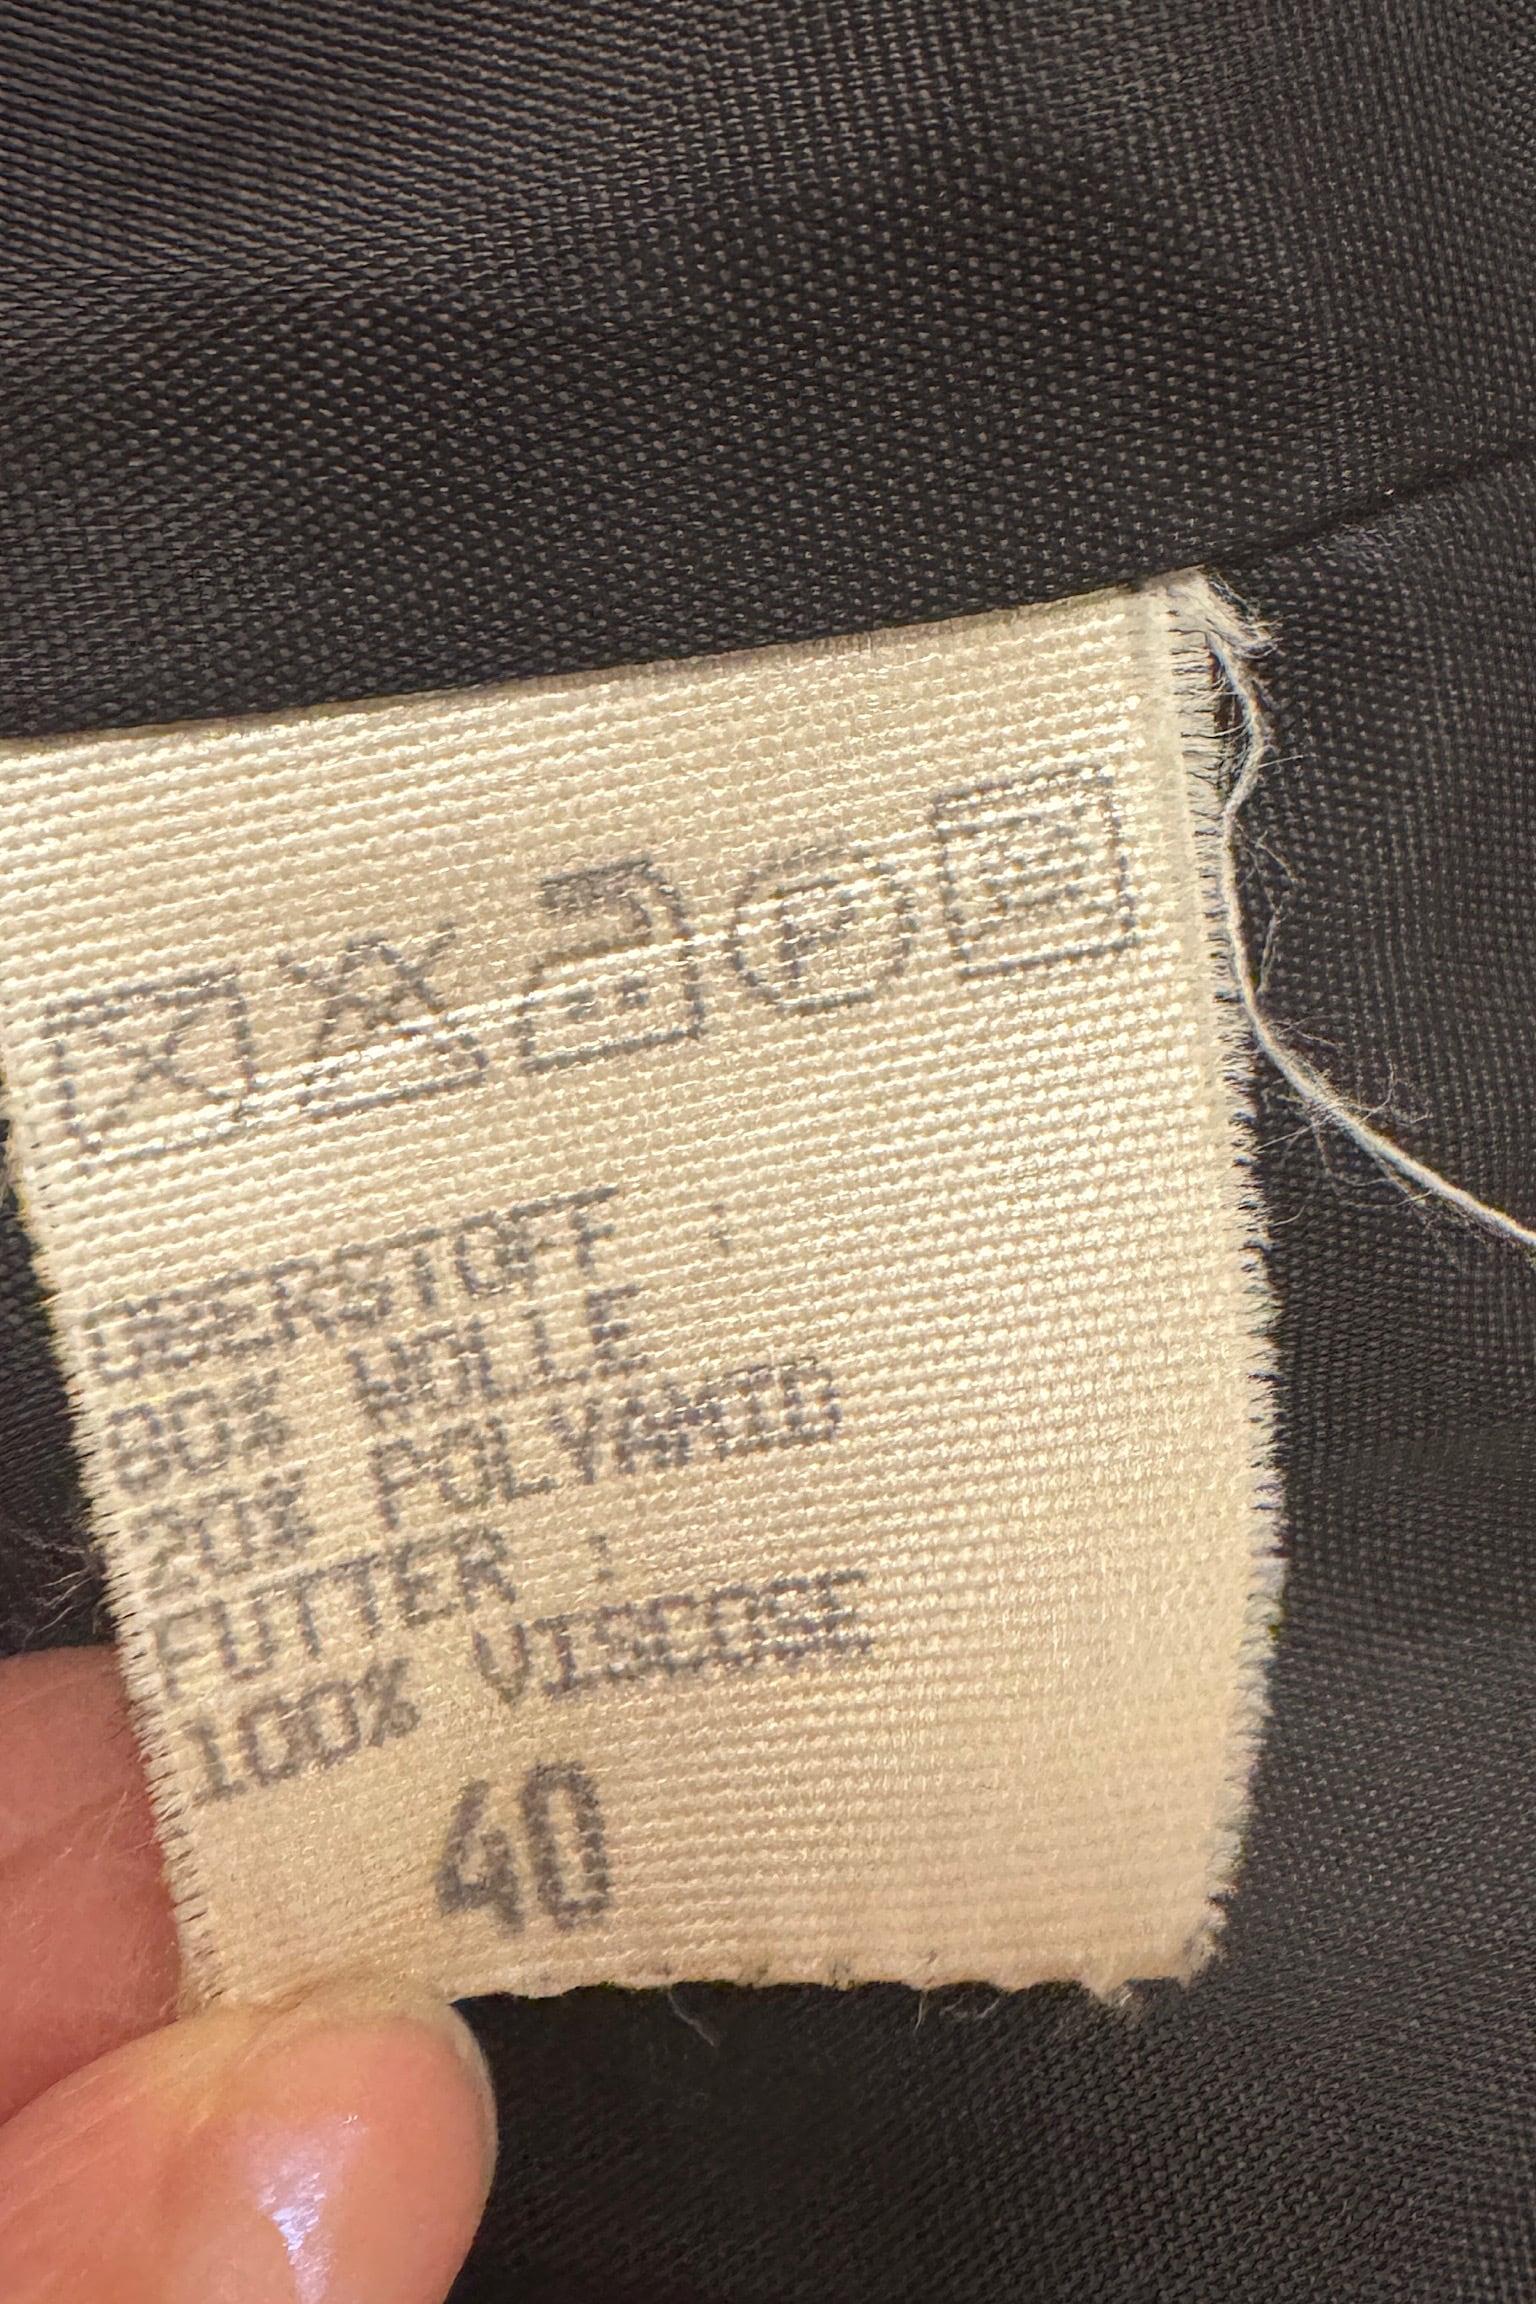 P
OBERSTOFF :
80% WOLLE
20% POLYAMID
FUTTER :
100% VISCOSE
40